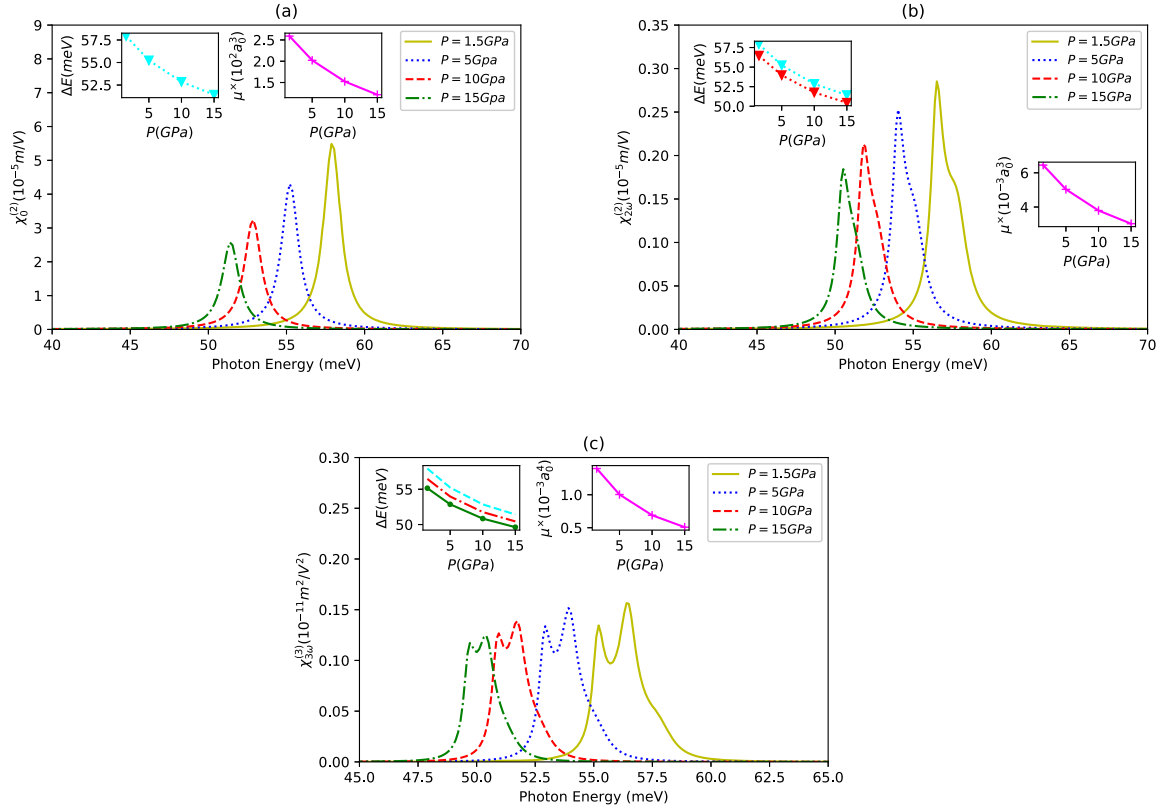 (a)
9
8
7
6
5
4
3
2
1
0
χ₀⁽²⁾(10⁻⁵m/V)
40 45 50 55 60 65 70
Photon Energy (meV)
57.5
55.0
52.5
ΔE(meV)
5 10 15
P(GPa)
2.5
2.0
1.5
μˣ(10²a₀³)
5 10 15
P(GPa)
P = 1.5GPa
P = 5Gpa
P = 10Gpa
P = 15GPa
(b)
0.35
0.30
0.25
0.20
0.15
0.10
0.05
0.00
χ_{2ω}^{(2)}(10⁻⁵m/V)
40 45 50 55 60 65 70
Photon Energy (meV)
57.5
55.0
52.5
50.0
ΔE(meV)
5 10 15
P(GPa)
P = 1.5GPa
P = 5GPa
P = 10GPa
P = 15GPa
6
4
μˣ(10⁻³a₀³)
5 10 15
P(GPa)
(c)
0.30
0.25
0.20
0.15
0.10
0.05
0.00
χ_{3ω}^{(3)}(10⁻¹¹m²/V²)
45.0 47.5 50.0 52.5 55.0 57.5 60.0 62.5 65.0
Photon Energy (meV)
55
50
ΔE(meV)
5 10 15
P(GPa)
1.0
0.5
μˣ(10⁻³a₀⁴)
5 10 15
P(GPa)
P = 1.5GPa
P = 5GPa
P = 10GPa
P = 15GPa